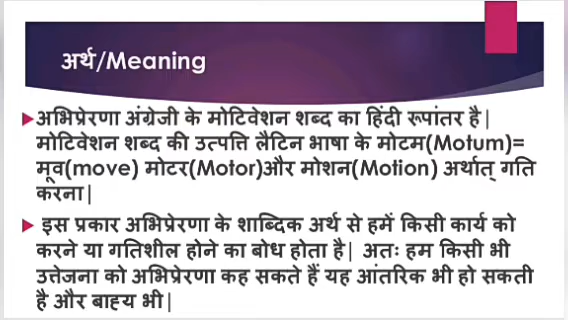 अर्थ/Meaning
अभिप्रेरणा अंग्रेजी के मोटिवेशन शब्द का हिंदी रूपांतर है|
मोटिवेशन शब्द की उत्पत्ति लैटिन भाषा के मोटम(Motum)=
मूव(move) मोटर(Motor)और मोशन(Motion) अर्थात् गति
करना|
इस प्रकार अभिप्रेरणा के शाब्दिक अर्थ से हमें किसी कार्य को
करने या गतिशील होने का बोध होता है| अतः हम किसी भी
उत्तेजना को अभिप्रेरणा कह सकते हैं यह आंतरिक भी हो सकती
है और बाह्य भी|